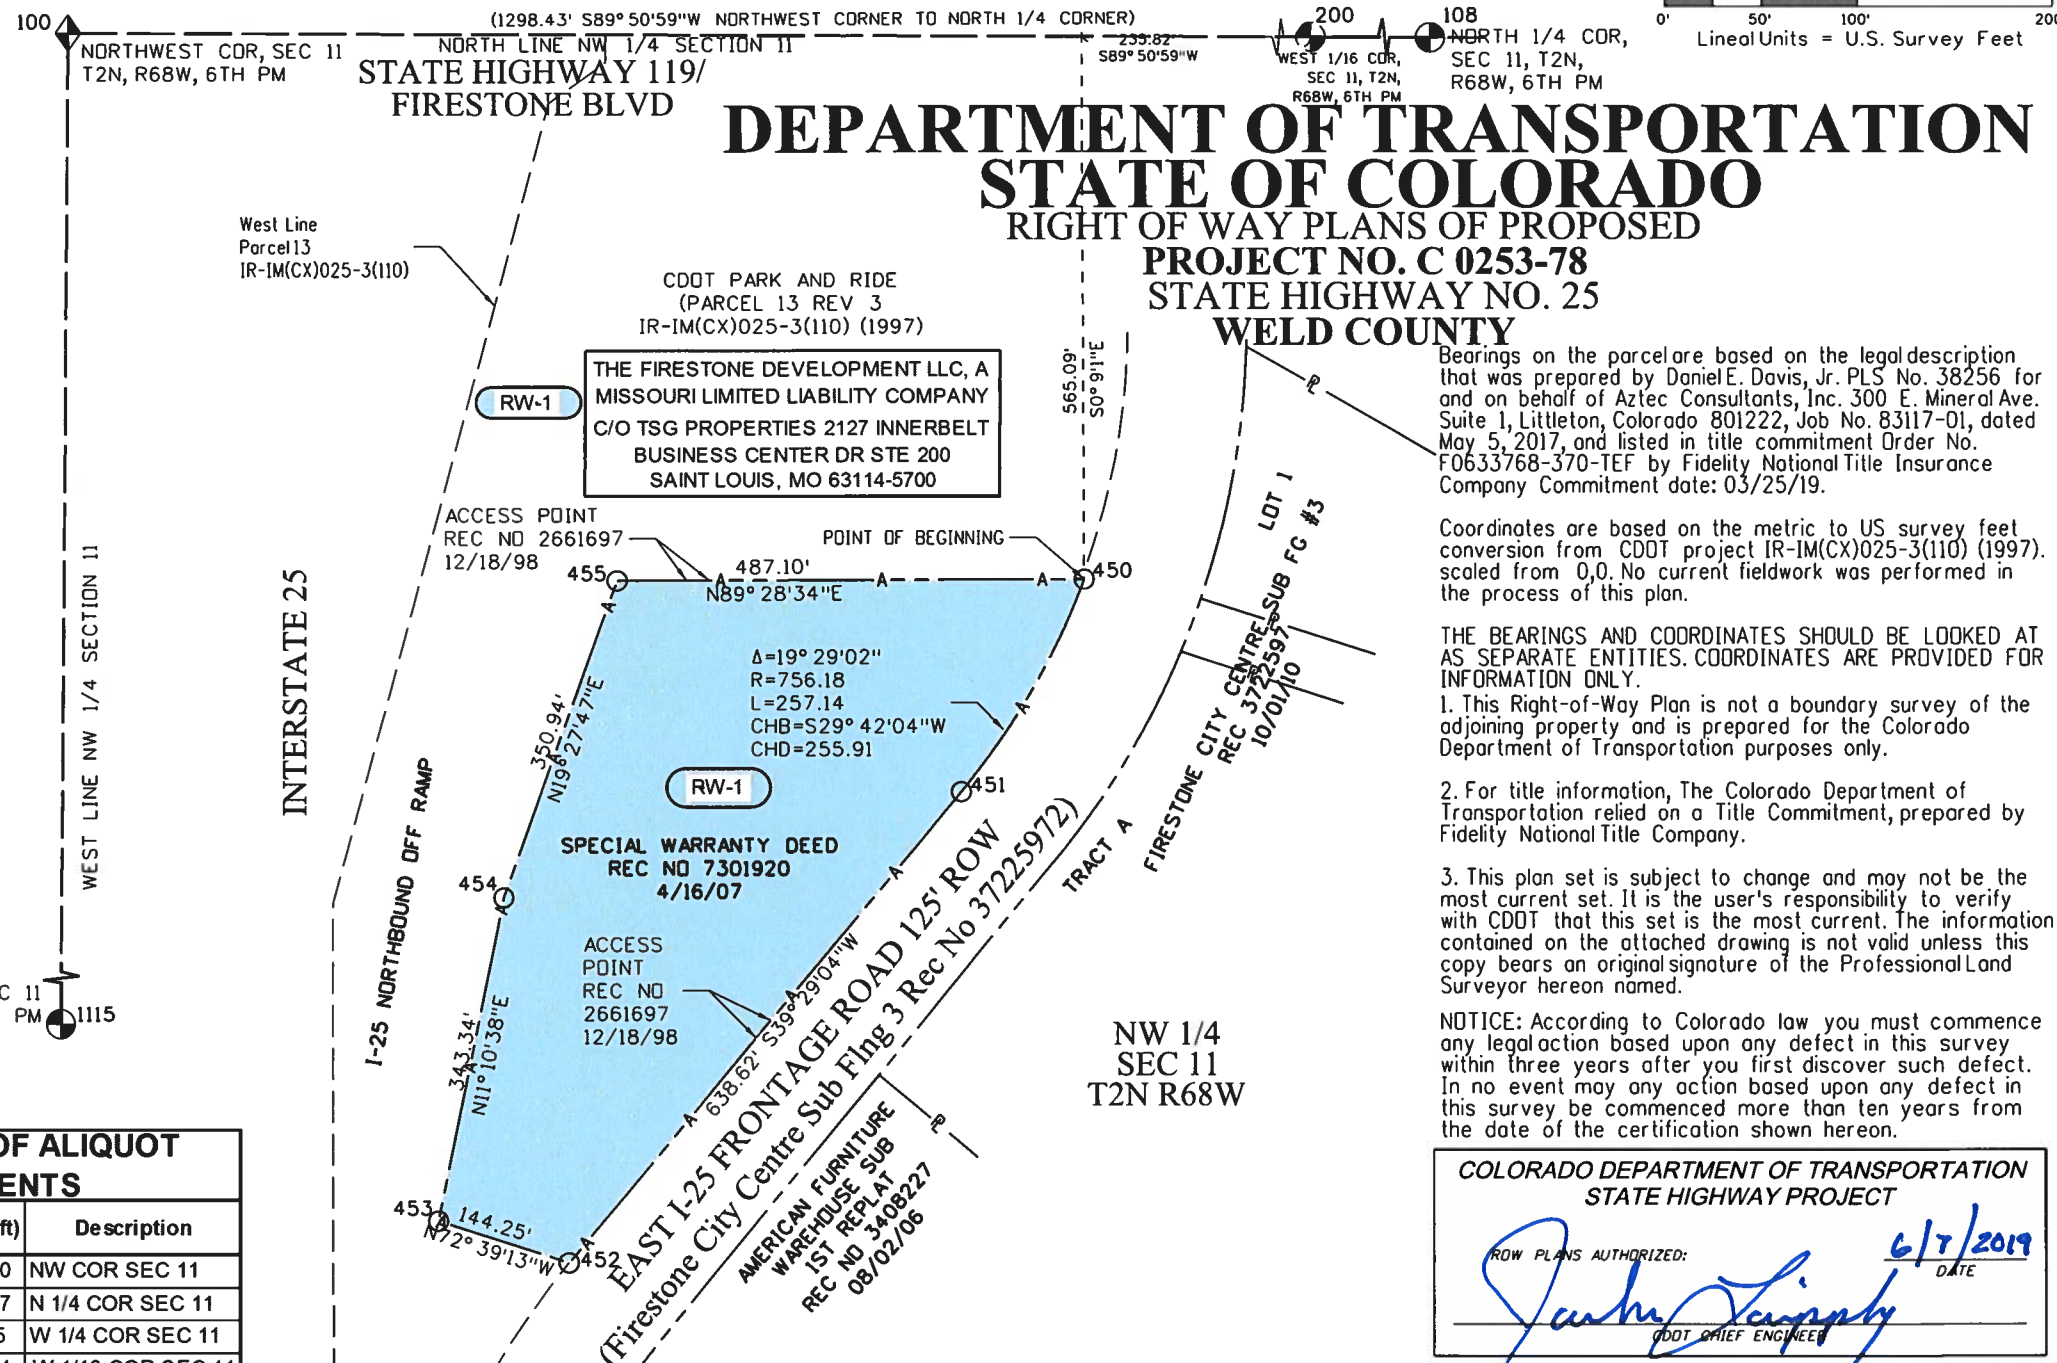 100
(1298.43' S89°50'59"W NORTHWEST CORNER TO NORTH 1/4 CORNER)
NORTHWEST COR, SEC 11
T2N, R68W, 6TH PM
NORTH LINE NW 1/4 SECTION 11
STATE HIGHWAY 119/
FIRESTONE BLVD
239.82'
S89°50'59"W
200
WEST 1/16 COR,
SEC 11, T2N,
R68W, 6TH PM
108
NORTH 1/4 COR,
SEC 11, T2N,
R68W, 6TH PM
0' 50' 100' 200
Lineal Units = U.S. Survey Feet
DEPARTMENT OF TRANSPORTATION
STATE OF COLORADO
RIGHT OF WAY PLANS OF PROPOSED
PROJECT NO. C 0253-78
STATE HIGHWAY NO. 25
WELD COUNTY
West Line
Parcel 13
IR-IM(CX)025-3(110)
CDOT PARK AND RIDE
(PARCEL 13 REV 3
IR-IM(CX)025-3(110) (1997)
RW-1
THE FIRESTONE DEVELOPMENT LLC, A
MISSOURI LIMITED LIABILITY COMPANY
C/O TSG PROPERTIES 2127 INNERBELT
BUSINESS CENTER DR STE 200
SAINT LOUIS, MO 63114-5700
565.09'
S0°9'11"E
ACCESS POINT
REC NO 2661697
12/18/98
POINT OF BEGINNING
455
487.10'
N89°28'34"E
450
A A A
Δ=19°29'02"
R=756.18
L=257.14
CHB=S29°42'04"W
CHD=255.91
350.94'
N19°27'47"E
RW-1
451
SPECIAL WARRANTY DEED
REC NO 7301920
4/16/07
454
ACCESS
POINT
REC NO
2661697
12/18/98
343.34'
N11°10'38"E
638.62' S39°29'04"W
453
144.25'
N72°39'13"W
452
INTERSTATE 25
I-25 NORTHBOUND OFF RAMP
WEST LINE NW 1/4 SECTION 11
C 11
PM
1115
EAST I-25 FRONTAGE ROAD 125' ROW
(Firestone City Centre Sub Flng 3 Rec No 37225972)
TRACT A
LOT 1
FIRESTONE CITY CENTRE SUB FG #3
REC 37225975
10/01/10
AMERICAN FURNITURE
WAREHOUSE SUB
1ST REPLAT
REC NO 3408227
08/02/06
NW 1/4
SEC 11
T2N R68W
Bearings on the parcel are based on the legal description
that was prepared by Daniel E. Davis, Jr. PLS No. 38256 for
and on behalf of Aztec Consultants, Inc. 300 E. Mineral Ave.
Suite 1, Littleton, Colorado 801222, Job No. 83117-01, dated
May 5, 2017, and listed in title commitment Order No.
F0633768-370-TEF by Fidelity National Title Insurance
Company Commitment date: 03/25/19.
Coordinates are based on the metric to US survey feet
conversion from CDOT project IR-IM(CX)025-3(110) (1997).
scaled from 0,0. No current fieldwork was performed in
the process of this plan.
THE BEARINGS AND COORDINATES SHOULD BE LOOKED AT
AS SEPARATE ENTITIES. COORDINATES ARE PROVIDED FOR
INFORMATION ONLY.
1. This Right-of-Way Plan is not a boundary survey of the
adjoining property and is prepared for the Colorado
Department of Transportation purposes only.
2. For title information, The Colorado Department of
Transportation relied on a Title Commitment, prepared by
Fidelity National Title Company.
3. This plan set is subject to change and may not be the
most current set. It is the user's responsibility to verify
with CDOT that this set is the most current. The information
contained on the attached drawing is not valid unless this
copy bears an original signature of the Professional Land
Surveyor hereon named.
NOTICE: According to Colorado law you must commence
any legal action based upon any defect in this survey
within three years after you first discover such defect.
In no event may any action based upon any defect in
this survey be commenced more than ten years from
the date of the certification shown hereon.
COLORADO DEPARTMENT OF TRANSPORTATION
STATE HIGHWAY PROJECT
ROW PLANS AUTHORIZED:
6/7/2019
DATE
CDOT CHIEF ENGINEER
OF ALIQUOT
ENTS
ft) Description
0 NW COR SEC 11
7 N 1/4 COR SEC 11
5 W 1/4 COR SEC 11
W 1/16 COR SEC 11